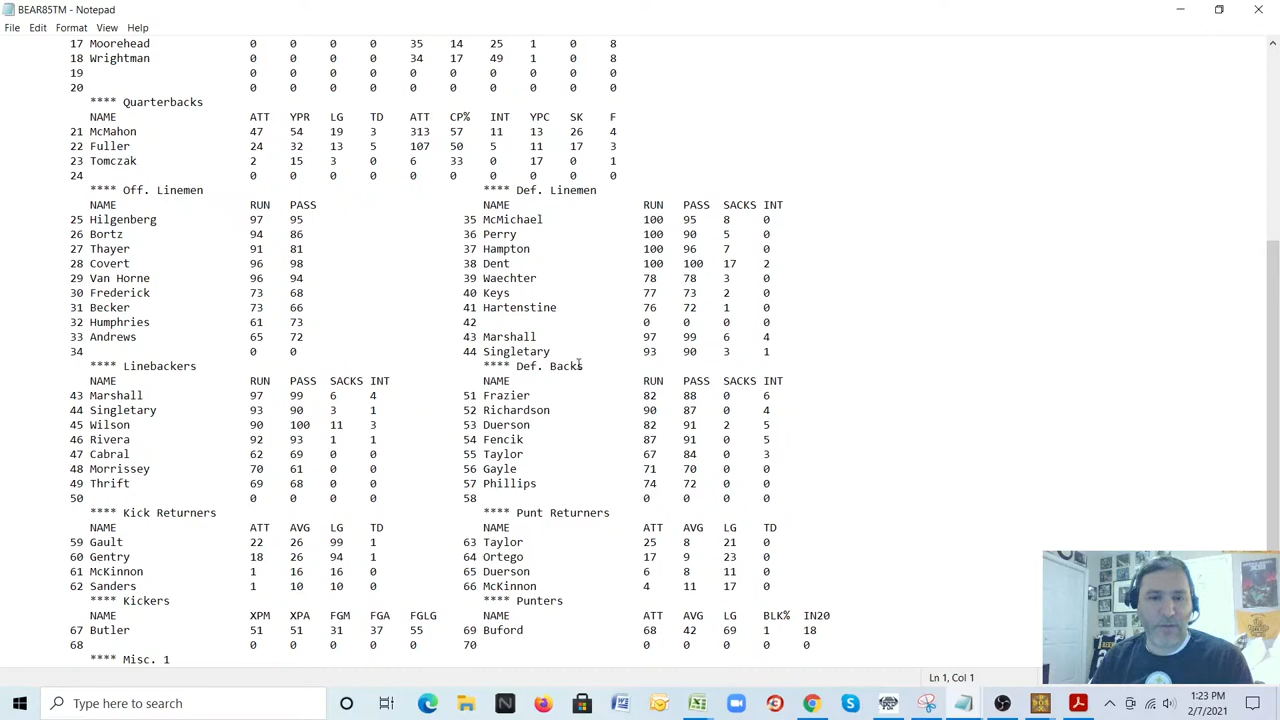 BEAR85TM - Notepad
File Edit Format View Help
17 Moorehead 0 0 0 0 35 14 25 1 0 8
18 Wrightman 0 0 0 0 34 17 49 1 0 8
19 0 0 0 0 0 0 0 0 0 0
20 0 0 0 0 0 0 0 0 0 0
**** Quarterbacks
NAME ATT YPR LG TD ATT CP% INT YPC SK F
21 McMahon 47 54 19 3 313 57 11 13 26 4
22 Fuller 24 32 13 5 107 50 5 11 17 3
23 Tomczak 2 15 3 0 6 33 0 17 0 1
24 0 0 0 0 0 0 0 0 0 0
**** Off. Linemen **** Def. Linemen
NAME RUN PASS NAME RUN PASS SACKS INT
25 Hilgenberg 97 95 35 McMichael 100 95 8 0
26 Bortz 94 86 36 Perry 100 90 5 0
27 Thayer 91 81 37 Hampton 100 96 7 0
28 Covert 96 98 38 Dent 100 100 17 2
29 Van Horne 96 94 39 Waechter 78 78 3 0
30 Frederick 73 68 40 Keys 77 73 2 0
31 Becker 73 66 41 Hartenstine 76 72 1 0
32 Humphries 61 73 42 0 0 0 0
33 Andrews 65 72 43 Marshall 97 99 6 4
34 0 0 44 Singletary 93 90 3 1
**** Linebackers **** Def. Backs
NAME RUN PASS SACKS INT NAME RUN PASS SACKS INT
43 Marshall 97 99 6 4 51 Frazier 82 88 0 6
44 Singletary 93 90 3 1 52 Richardson 90 87 0 4
45 Wilson 90 100 11 3 53 Duerson 82 91 2 5
46 Rivera 92 93 1 1 54 Fencik 87 91 0 5
47 Cabral 62 69 0 0 55 Taylor 67 84 0 3
48 Morrissey 70 61 0 0 56 Gayle 71 70 0 0
49 Thrift 69 68 0 0 57 Phillips 74 72 0 0
50 0 0 0 0 58 0 0 0 0
**** Kick Returners **** Punt Returners
NAME ATT AVG LG TD NAME ATT AVG LG TD
59 Gault 22 26 99 1 63 Taylor 25 8 21 0
60 Gentry 18 26 94 1 64 Ortego 17 9 23 0
61 McKinnon 1 16 16 0 65 Duerson 6 8 11 0
62 Sanders 1 10 10 0 66 McKinnon 4 11 17 0
**** Kickers **** Punters
NAME XPM XPA FGM FGA FGLG NAME ATT AVG LG BLK% IN20
67 Butler 51 51 31 37 55 69 Buford 68 42 69 1 18
68 0 0 0 0 0 70 0 0 0 0 0
**** Misc. 1
Ln 1, Col 1
Type here to search
1:23 PM
2/7/2021